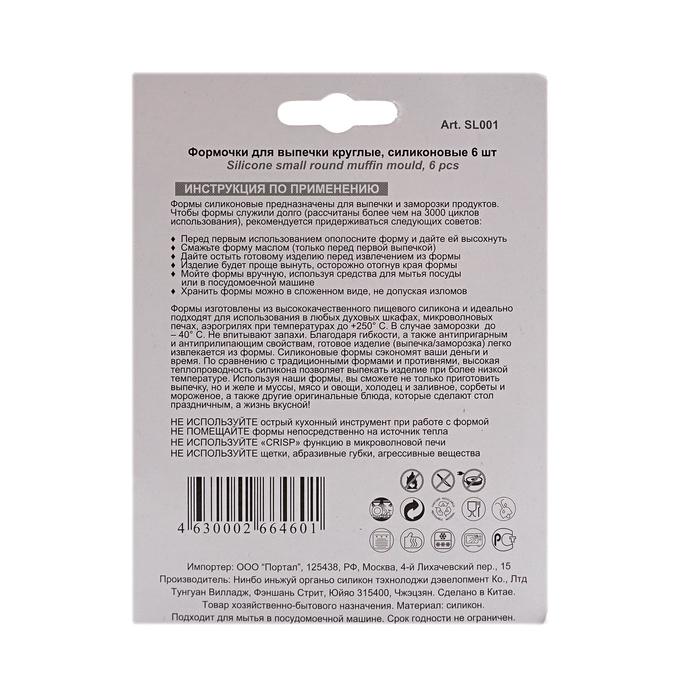 Art. SL001
Формочки для выпечки круглые, силиконовые 6 шт
Silicone small round muffin mould, 6 pcs
ИНСТРУКЦИЯ ПО ПРИМЕНЕНИЮ
Формы силиконовые предназначены для выпечки и заморозки продуктов.
Чтобы формы служили долго (рассчитаны более чем на 3000 циклов
использования), рекомендуется придерживаться следующих советов:
♦ Перед первым использованием ополосните форму и дайте ей высохнуть
♦ Смажьте форму маслом (только перед первой выпечкой)
♦ Дайте остыть готовому изделию перед извлечением из формы
♦ Изделие будет проще вынуть, осторожно отогнув края формы
♦ Мойте формы вручную, используя средства для мытья посуды
или в посудомоечной машине
♦ Хранить формы можно в сложенном виде, не допуская изломов
Формы изготовлены из высококачественного пищевого силикона и идеально
подходят для использования в любых духовых шкафах, микроволновых
печах, аэрогрилях при температурах до +250° С. В случае заморозки до
– 40° С. Не впитывают запахи. Благодаря гибкости, а также антипригарным
и антиприлипающим свойствам, готовое изделие (выпечка/заморозка) легко
извлекается из формы. Силиконовые формы сэкономят ваши деньги и
время. По сравнению с традиционными формами и противнями, высокая
теплопроводность силикона позволяет выпекать изделие при более низкой
температуре. Используя наши формы, вы сможете не только приготовить
выпечку, но и желе и муссы, мясо и овощи, холодец и заливное, сорбеты и
мороженое, а также другие оригинальные блюда, которые сделают стол
праздничным, а жизнь вкусной!
НЕ ИСПОЛЬЗУЙТЕ острый кухонный инструмент при работе с формой
НЕ ПОМЕЩАЙТЕ формы непосредственно на источник тепла
НЕ ИСПОЛЬЗУЙТЕ «CRISP» функцию в микроволновой печи
НЕ ИСПОЛЬЗУЙТЕ щетки, абразивные губки, агрессивные вещества
4 630002 664601
Импортер: ООО "Портал", 125438, РФ, Москва, 4-й Лихачевский пер., 15
Производитель: Нинбо иньжуй органьо силикон тэхнолоджи дэвелопмент Ко., Лтд
Тунгуан Вилладж, Фэншань Стрит, Юйяо 315400, Чжэцзян. Сделано в Китае.
Товар хозяйственно-бытового назначения. Материал: силикон.
Подходит для мытья в посудомоечной машине. Срок годности не ограничен.